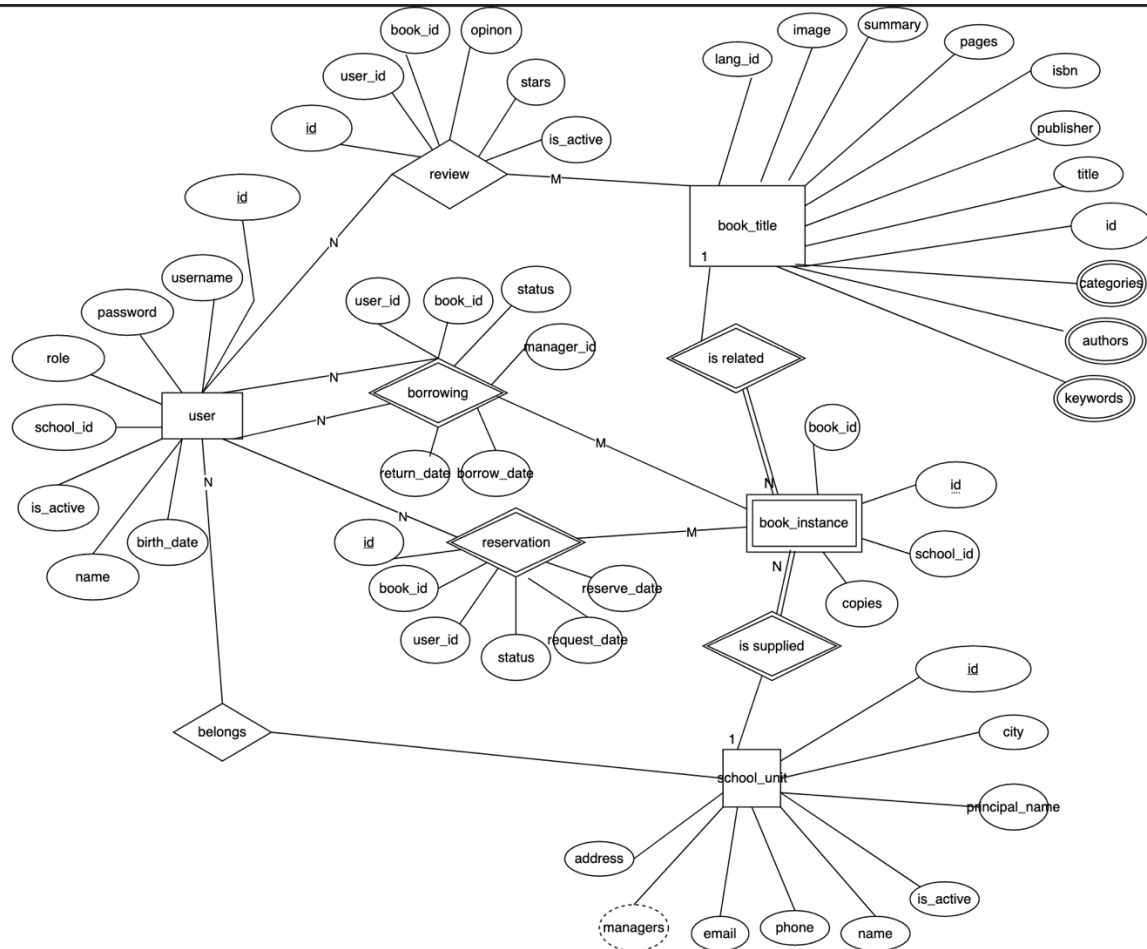 book_id
opinon
image
summary
lang_id
pages
user_id
stars
isbn
id
is_active
publisher
review
M
title
id
book_title
id
N
1
username
user_id
book_id
status
categories
password
manager_id
authors
role
is related
N
borrowing
keywords
user
school_id
N
book_id
M
return_date
borrow_date
N
N
id
is_active
book_instance
N
birth_date
id
reservation
M
school_id
name
N
book_id
reserve_date
copies
user_id
request_date
status
is supplied
id
belongs
city
1
school_unit
principal_name
address
is_active
managers
email
phone
name